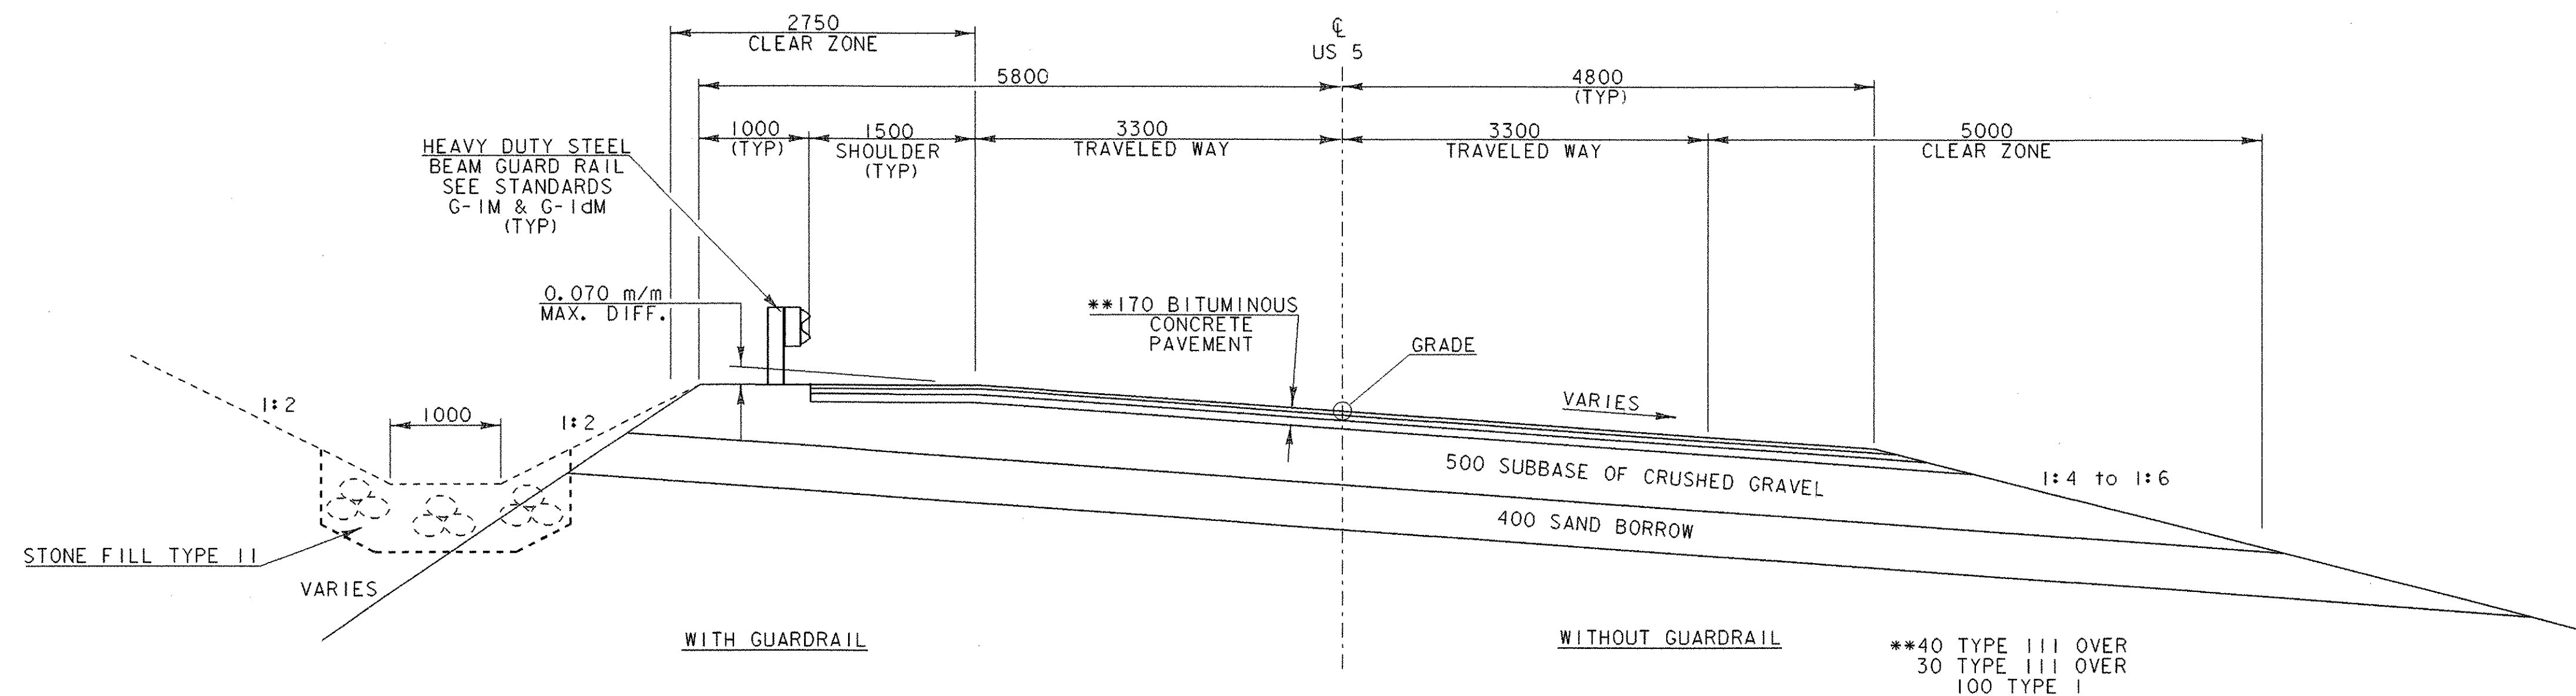 2750
CLEAR ZONE
℄
US 5
5800
4800
(TYP)
1000
(TYP)
1500
SHOULDER
(TYP)
3300
TRAVELED WAY
3300
TRAVELED WAY
5000
CLEAR ZONE
HEAVY DUTY STEEL
BEAM GUARD RAIL
SEE STANDARDS
G-1M & G-1dM
(TYP)
0.070 m/m
MAX. DIFF.
**170 BITUMINOUS
CONCRETE
PAVEMENT
GRADE
VARIES
1:2
1000
1:2
500 SUBBASE OF CRUSHED GRAVEL
1:4 to 1:6
400 SAND BORROW
STONE FILL TYPE II
VARIES
WITH GUARDRAIL
WITHOUT GUARDRAIL
**40 TYPE III OVER
30 TYPE III OVER
100 TYPE I